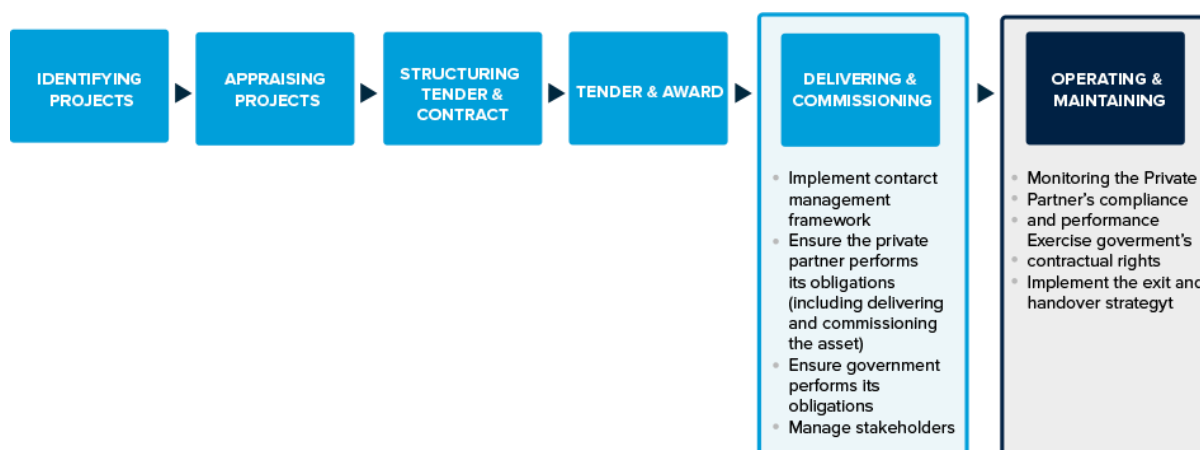 IDENTIFYING
PROJECTS
APPRAISING
PROJECTS
STRUCTURING
TENDER &
CONTRACT
TENDER & AWARD
DELIVERING &
COMMISSIONING
Implement contarct
management
framework
Ensure the private
partner performs
its obligations
(including delivering
and commissioning
the asset)
Ensure government
performs its
obligations
Manage stakeholders
OPERATING &
MAINTAINING
Monitoring the Private
Partner's compliance
and performance
Exercise goverment's
contractual rights
Implement the exit and
handover strategyt